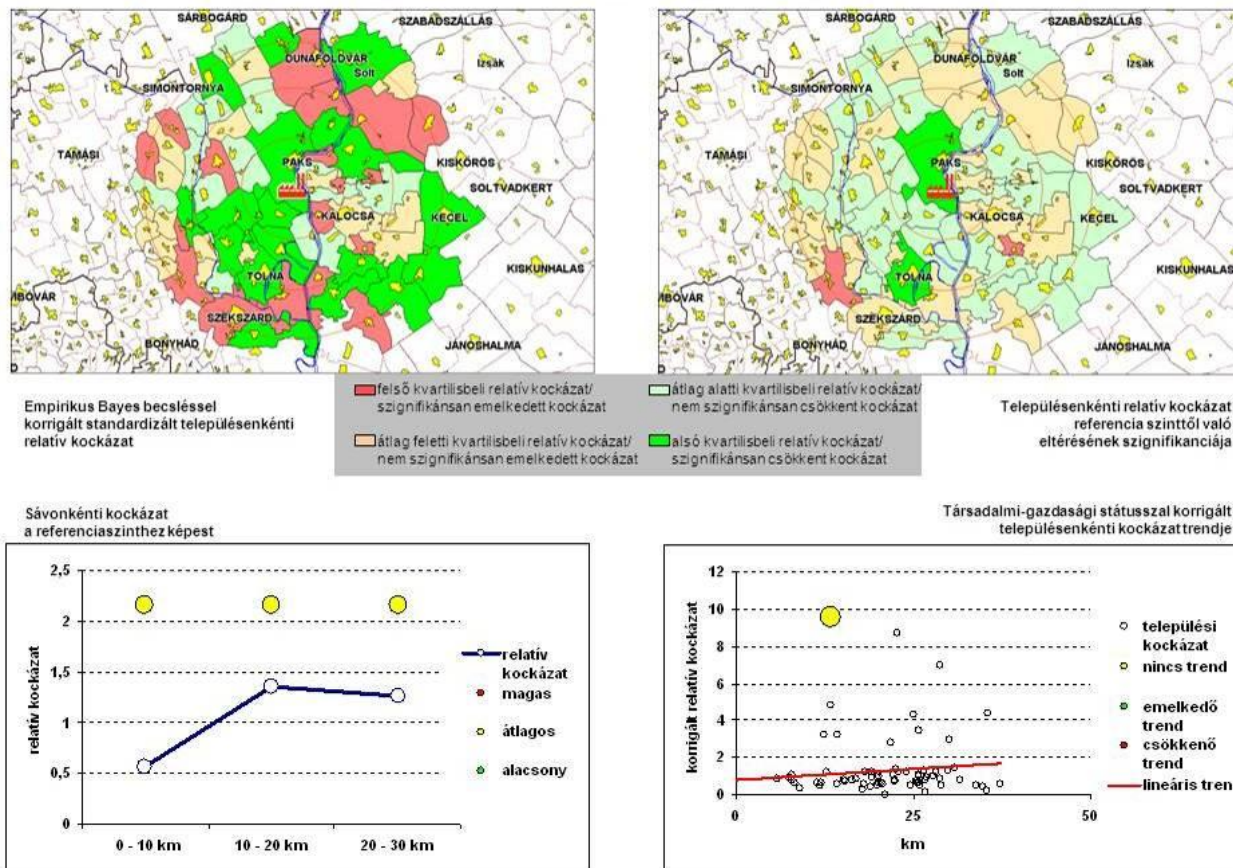 SÁRBOGÁRD
SZABADSZÁLLÁS
DUNAFÖLDVÁR
Izsák
Solt
SIMONTORNYA
TAMÁSI
PAKS
KISKŐRÖS
SOLTVADKERT
KALOCSA
KECEL
TOLNA
KISKUNHALAS
MBOVÁR
SZEKSZÁRD
BONYHÁD
JÁNOSHALMA
SÁRBOGÁRD
SZABADSZÁLLÁS
DUNAFÖLDVÁR
Izsák
Solt
SIMONTORNYA
TAMÁSI
PAKS
KISKŐRÖS
SOLTVADKERT
KALOCSA
KECEL
TOLNA
KISKUNHALAS
MBOVÁR
SZEKSZÁRD
BONYHÁD
JÁNOSHALMA
Empirikus Bayes becsléssel
korrigált standardizált településenkénti
relatív kockázat
felső kvartilisbeli relatív kockázat/
szignifikánsan emelkedett kockázat
átlag feletti kvartilisbeli relatív kockázat/
nem szignifikánsan emelkedett kockázat
átlag alatti kvartilisbeli relatív kockázat/
nem szignifikánsan csökkent kockázat
alsó kvartilisbeli relatív kockázat/
szignifikánsan csökkent kockázat
Településenkénti relatív kockázat
referencia szinttől való
eltérésének szignifikanciája
Sávonkénti kockázat
a referenciaszinthez képest
relatív kockázat
2,5
2
1,5
1
0,5
0
0 - 10 km
10 - 20 km
20 - 30 km
relatív
kockázat
magas
átlagos
alacsony
Társadalmi-gazdasági státusszal korrigált
településenkénti kockázat trendje
korrigált relatív kockázat
12
10
8
6
4
2
0
0
25
50
km
települési
kockázat
nincs trend
emelkedő
trend
csökkenő
trend
lineáris tren